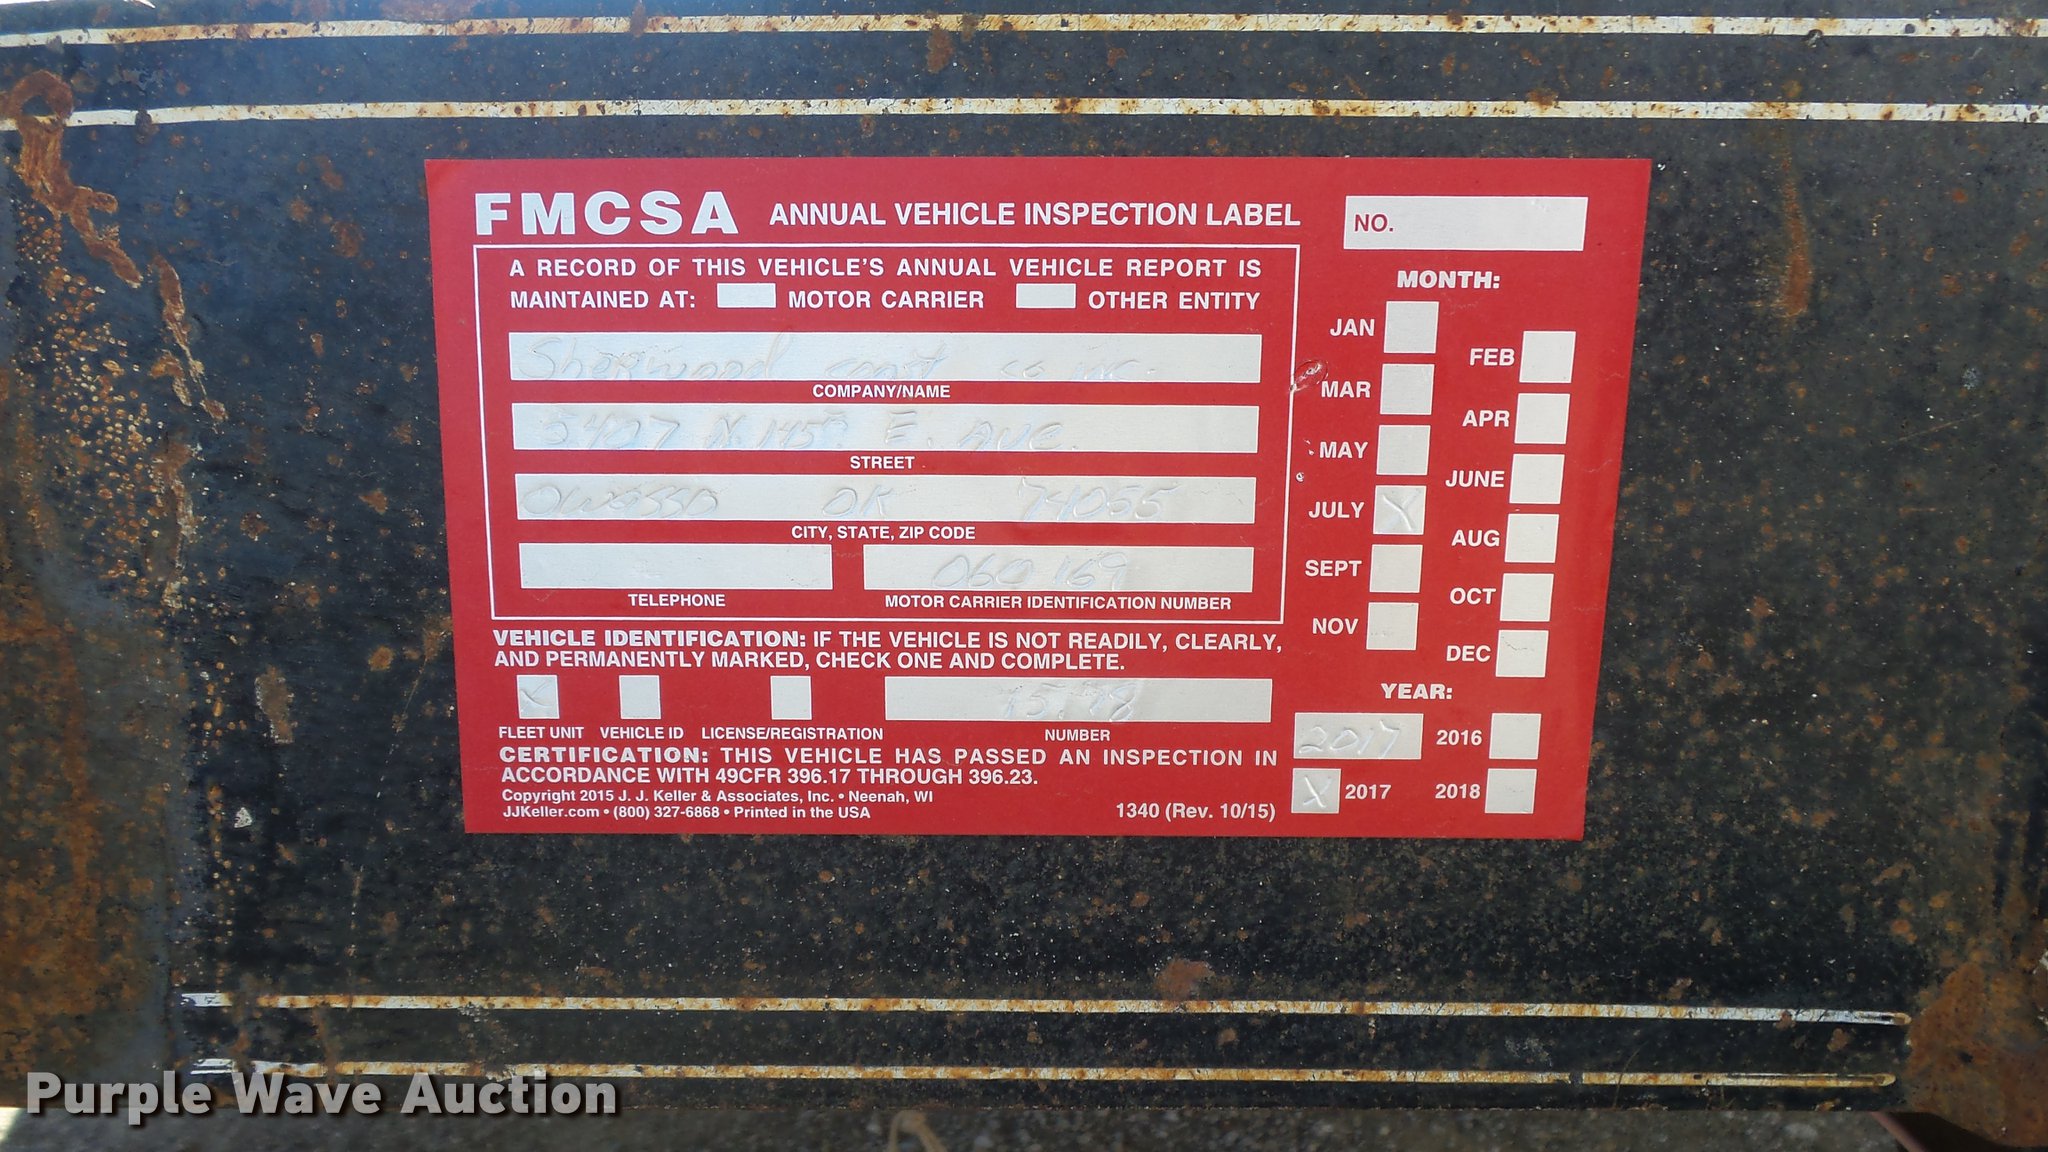 FMCSA ANNUAL VEHICLE INSPECTION LABEL
NO.
A RECORD OF THIS VEHICLE'S ANNUAL VEHICLE REPORT IS
MAINTAINED AT: MOTOR CARRIER OTHER ENTITY
Sherwood const co inc.
COMPANY/NAME
5407 N. 145th E. Ave.
STREET
Owasso OK 74055
CITY, STATE, ZIP CODE
060169
TELEPHONE MOTOR CARRIER IDENTIFICATION NUMBER
VEHICLE IDENTIFICATION: IF THE VEHICLE IS NOT READILY, CLEARLY,
AND PERMANENTLY MARKED, CHECK ONE AND COMPLETE.
X
FLEET UNIT VEHICLE ID LICENSE/REGISTRATION NUMBER
CERTIFICATION: THIS VEHICLE HAS PASSED AN INSPECTION IN
ACCORDANCE WITH 49CFR 396.17 THROUGH 396.23.
Copyright 2015 J. J. Keller & Associates, Inc. • Neenah, WI
JJKeller.com • (800) 327-6868 • Printed in the USA
1340 (Rev. 10/15)
MONTH:
JAN
FEB
MAR
APR
MAY
JUNE
JULY X
AUG
SEPT
OCT
NOV
DEC
YEAR:
2017 2016
X 2017 2018
Purple Wave Auction